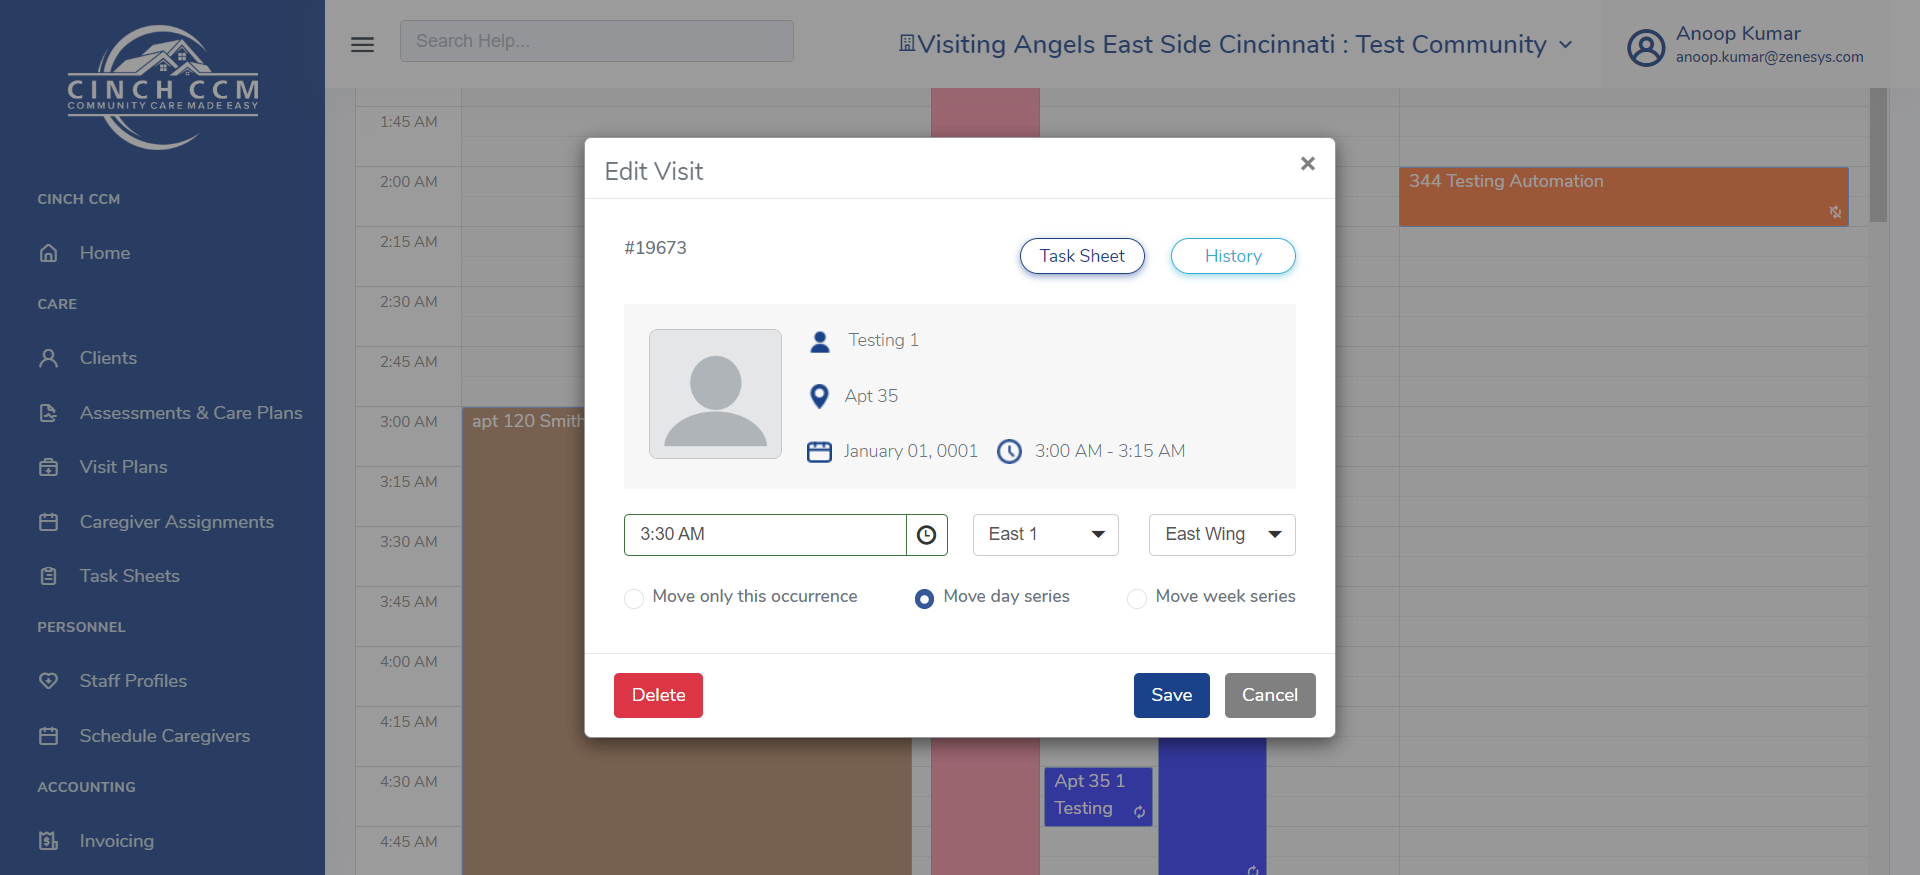 CINCH CCM
COMMUNITY CARE MADE EASY
CINCH CCM
Home
CARE
Clients
Assessments & Care Plans
Visit Plans
Caregiver Assignments
Task Sheets
PERSONNEL
Staff Profiles
Schedule Caregivers
ACCOUNTING
Invoicing
Search Help...
Visiting Angels East Side Cincinnati : Test Community
Anoop Kumar
anoop.kumar@zenesys.com
1:45 AM
2:00 AM
2:15 AM
2:30 AM
2:45 AM
3:00 AM
3:15 AM
3:30 AM
3:45 AM
4:00 AM
4:15 AM
4:30 AM
4:45 AM
apt 120 Smith
344 Testing Automation
Apt 35 1
Testing
Edit Visit
×
#19673
Task Sheet
History
Testing 1
Apt 35
January 01, 0001
3:00 AM - 3:15 AM
3:30 AM
East 1
East Wing
Move only this occurrence
Move day series
Move week series
Delete
Save
Cancel